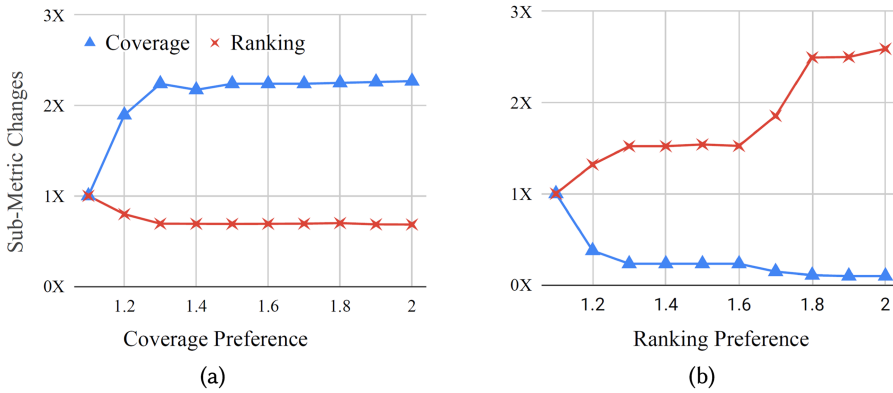 3X
Coverage Ranking
2X
1X
0X
Sub-Metric Changes
1.2 1.4 1.6 1.8 2
Coverage Preference
(a)
3X
2X
1X
0X
1.2 1.4 1.6 1.8 2
Ranking Preference
(b)